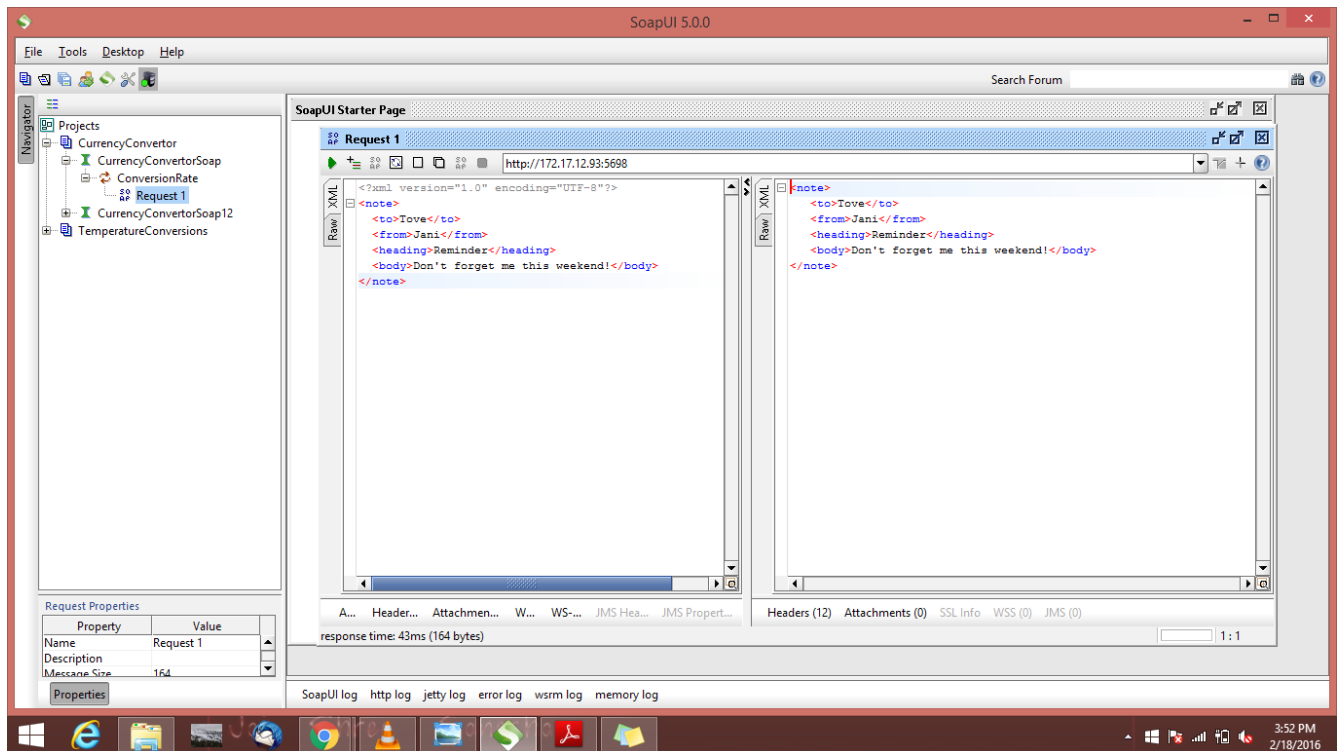 SoapUI 5.0.0
File Tools Desktop Help
Search Forum
Navigator
Projects
CurrencyConvertor
CurrencyConvertorSoap
ConversionRate
Request 1
CurrencyConvertorSoap12
TemperatureConversions
SoapUI Starter Page
Request 1
http://172.17.12.93:5698
XML
Raw
<?xml version="1.0" encoding="UTF-8"?>
<note>
<to>Tove</to>
<from>Jani</from>
<heading>Reminder</heading>
<body>Don't forget me this weekend!</body>
</note>
XML
Raw
<note>
<to>Tove</to>
<from>Jani</from>
<heading>Reminder</heading>
<body>Don't forget me this weekend!</body>
</note>
A... Header... Attachmen... W... WS-... JMS Hea... JMS Propert...
Headers (12) Attachments (0) SSL Info WSS (0) JMS (0)
response time: 43ms (164 bytes)
1 : 1
Request Properties
Property Value
Name Request 1
Description
Message Size 164
Properties
SoapUI log http log jetty log error log wsrm log memory log
3:52 PM
2/18/2016